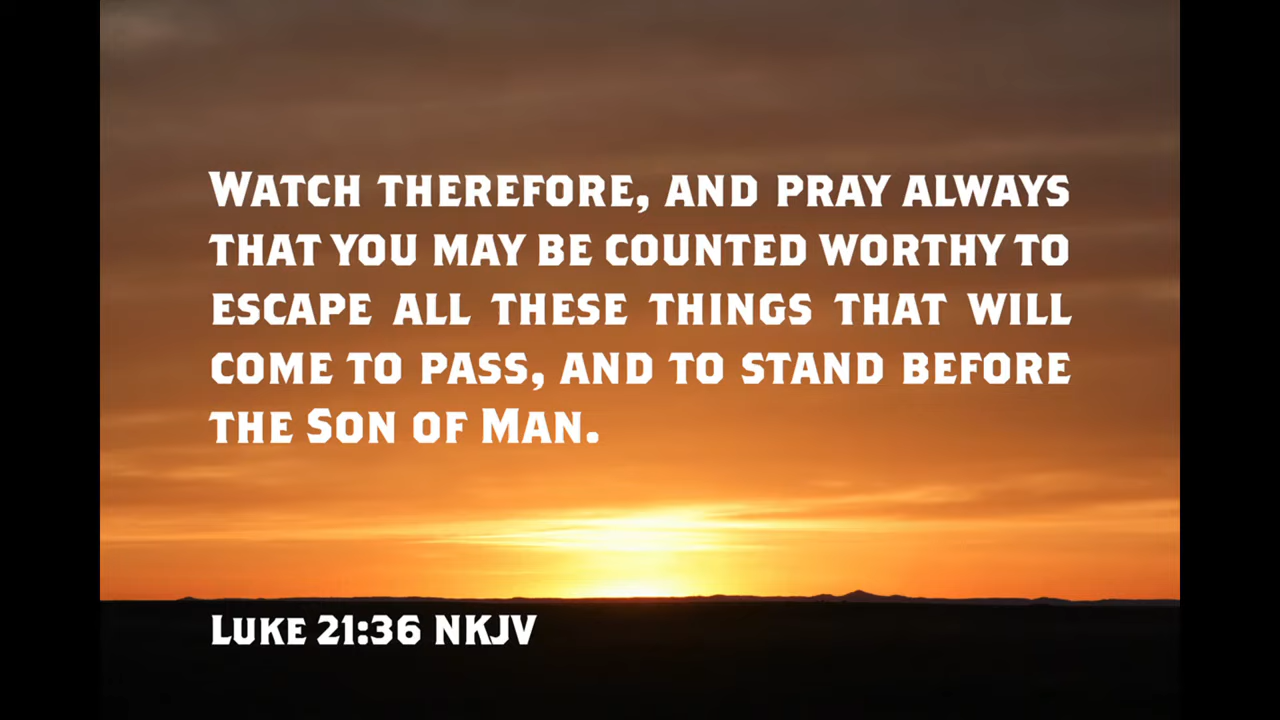 Watch therefore, and pray always
that you may be counted worthy to
escape all these things that will
come to pass, and to stand before
the Son of Man.
Luke 21:36 NKJV